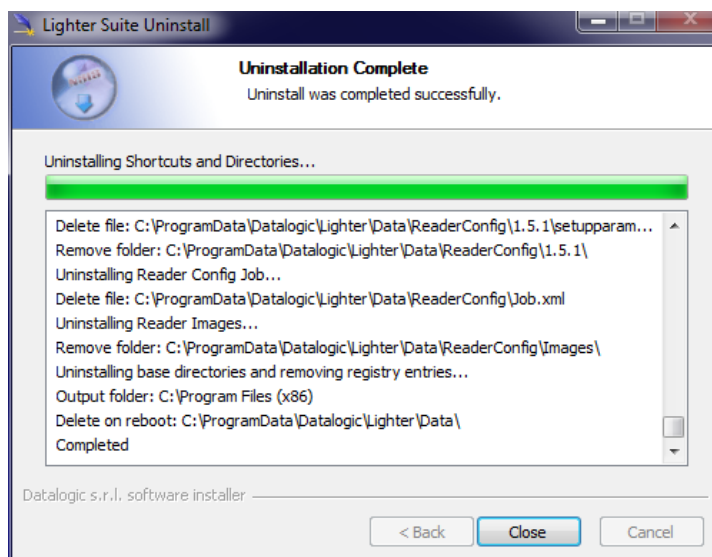 Lighter Suite Uninstall
Uninstallation Complete
Uninstall was completed successfully.
Uninstalling Shortcuts and Directories...
Delete file: C:\ProgramData\Datalogic\Lighter\Data\ReaderConfig\1.5.1\setupparam...
Remove folder: C:\ProgramData\Datalogic\Lighter\Data\ReaderConfig\1.5.1\
Uninstalling Reader Config Job...
Delete file: C:\ProgramData\Datalogic\Lighter\Data\ReaderConfig\Job.xml
Uninstalling Reader Images...
Remove folder: C:\ProgramData\Datalogic\Lighter\Data\ReaderConfig\Images\
Uninstalling base directories and removing registry entries...
Output folder: C:\Program Files (x86)
Delete on reboot: C:\ProgramData\Datalogic\Lighter\Data\
Completed
Datalogic s.r.l. software installer
< Back Close Cancel